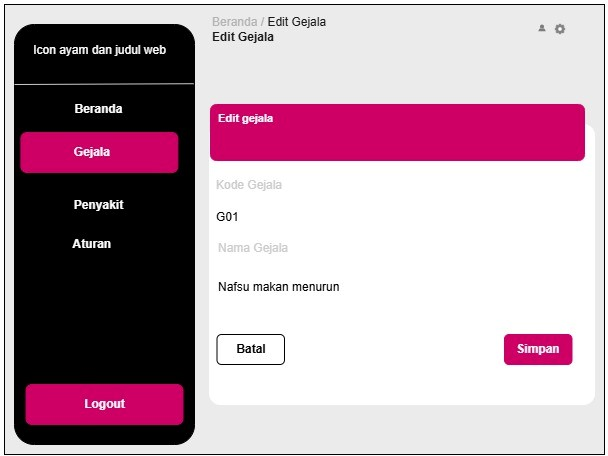 Icon ayam dan judul web
Beranda
Gejala
Penyakit
Aturan
Logout
Beranda / Edit Gejala
Edit Gejala
Edit gejala
Kode Gejala
G01
Nama Gejala
Nafsu makan menurun
Batal
Simpan